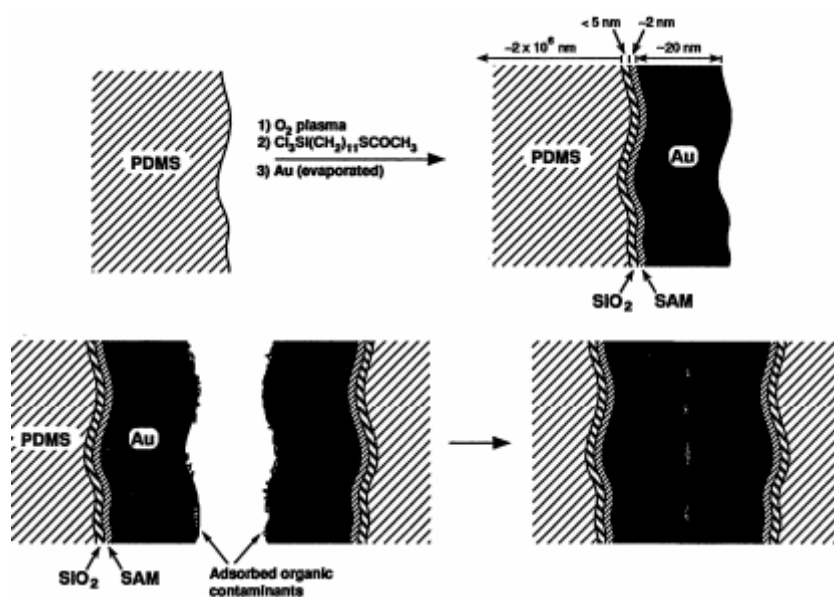 < 5 nm ~2 nm
~2 x 10⁶ nm ~20 nm
PDMS
1) O₂ plasma
2) Cl₃Si(CH₂)₁₁SCOCH₃
3) Au (evaporated)
PDMS
Au
SIO₂ SAM
PDMS
Au
SIO₂ SAM
Adsorbed organic
contaminants